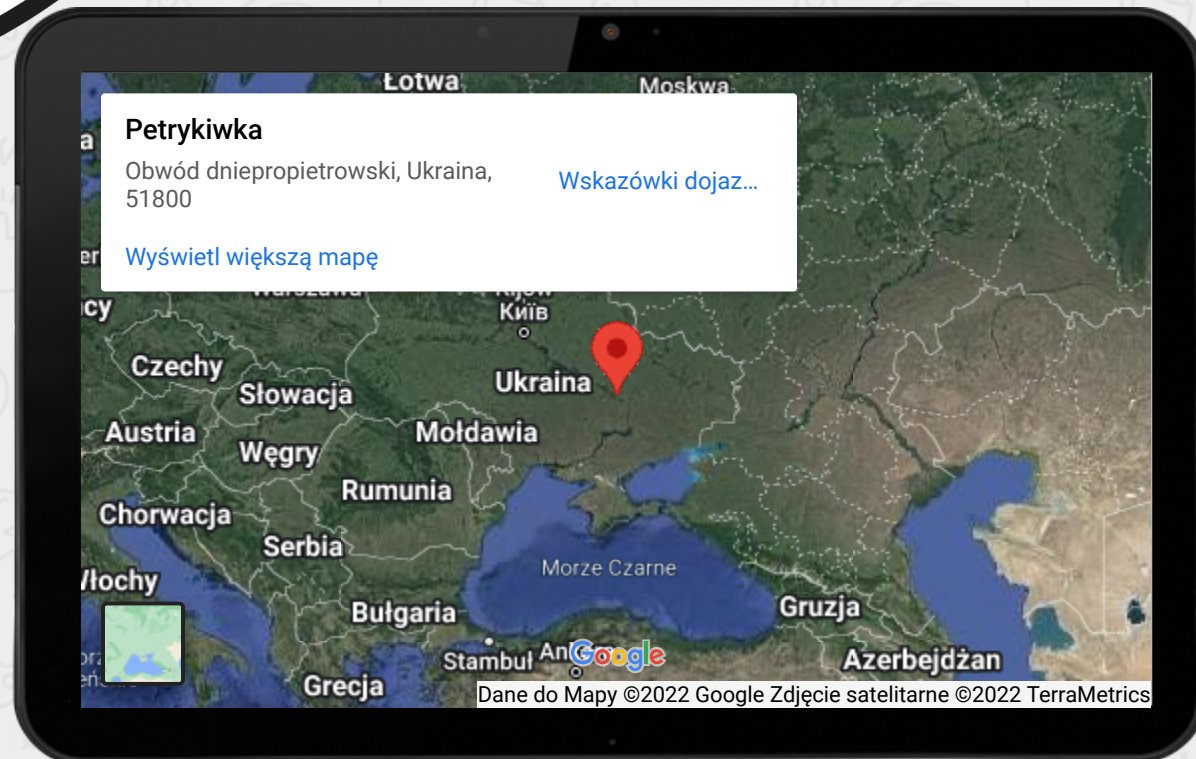 Łotwa
Moskwa
Petrykiwka
Obwód dniepropietrowski, Ukraina,
51800
Wskazówki dojaz...
Wyświetl większą mapę
Warszawa
Kijów
Київ
cy
Czechy
Ukraina
Słowacja
Austria
Mołdawia
Węgry
Rumunia
Chorwacja
Serbia
Morze Czarne
Włochy
Bułgaria
Gruzja
Stambuł
Google
Azerbejdżan
Grecja
Dane do Mapy ©2022 Google Zdjęcie satelitarne ©2022 TerraMetrics